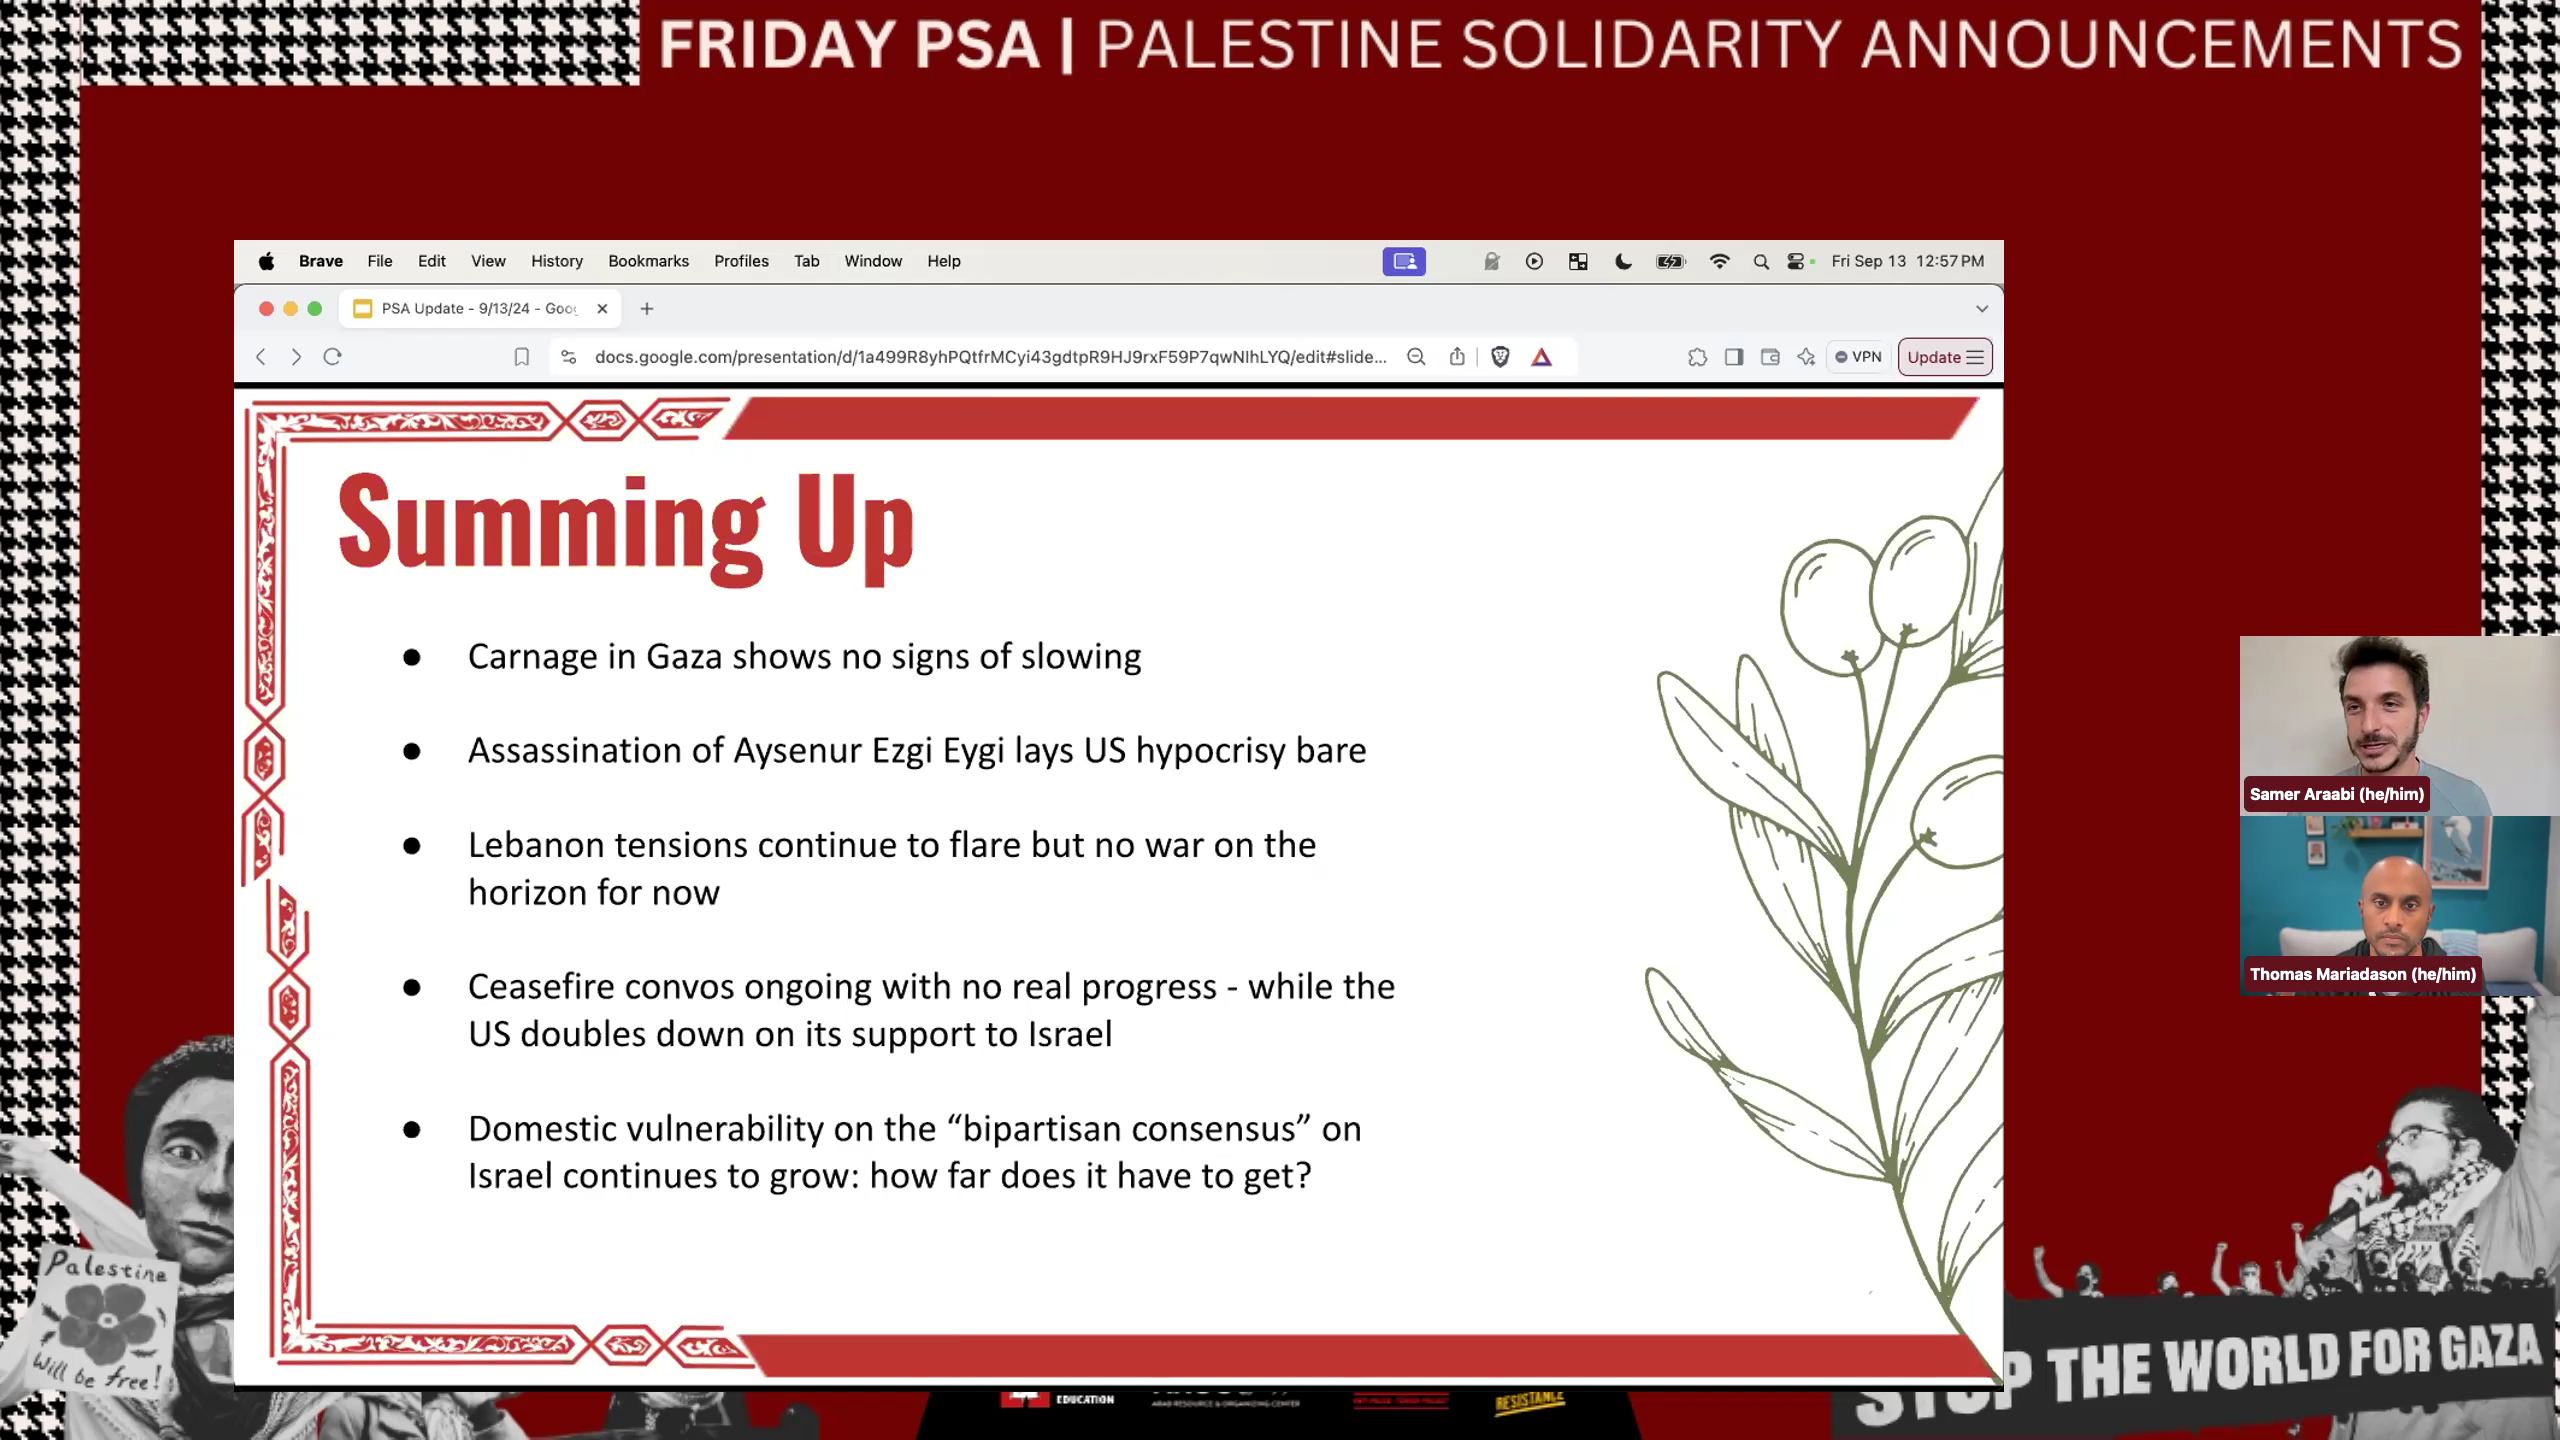 FRIDAY PSA | PALESTINE SOLIDARITY ANNOUNCEMENTS
Brave File Edit View History Bookmarks Profiles Tab Window Help Fri Sep 13 12:57 PM
PSA Update - 9/13/24 - Goo
docs.google.com/presentation/d/1a499R8yhPQtfrMCyi43gdtpR9HJ9rxF59P7qwNIhLYQ/edit#slide... VPN Update
Summing Up
● Carnage in Gaza shows no signs of slowing
● Assassination of Aysenur Ezgi Eygi lays US hypocrisy bare
● Lebanon tensions continue to flare but no war on the
horizon for now
● Ceasefire convos ongoing with no real progress - while the
US doubles down on its support to Israel
● Domestic vulnerability on the “bipartisan consensus” on
Israel continues to grow: how far does it have to get?
Samer Araabi (he/him)
Thomas Mariadason (he/him)
Palestine
Will be free!
STOP THE WORLD FOR GAZA
EDUCATION
ARAB RESOURCE & ORGANIZING CENTER
RESISTANCE